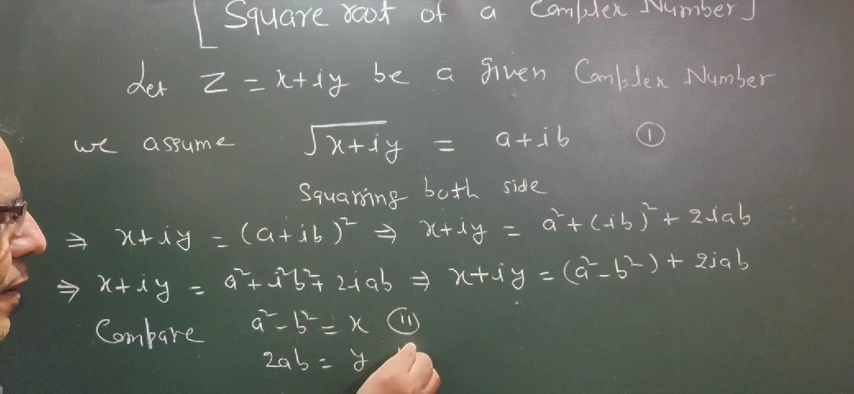 [Square root of a Complex Number]
Let Z = x+iy be a given Complex Number
we assume √x+iy = a+ib ①
Squaring both side
⇒ x+iy = (a+ib)² ⇒ x+iy = a²+(ib)²+2iab
⇒ x+iy = a²+i²b²+2iab ⇒ x+iy = (a²-b²)+2iab
Compare a²-b² = x (ii)
2ab = y